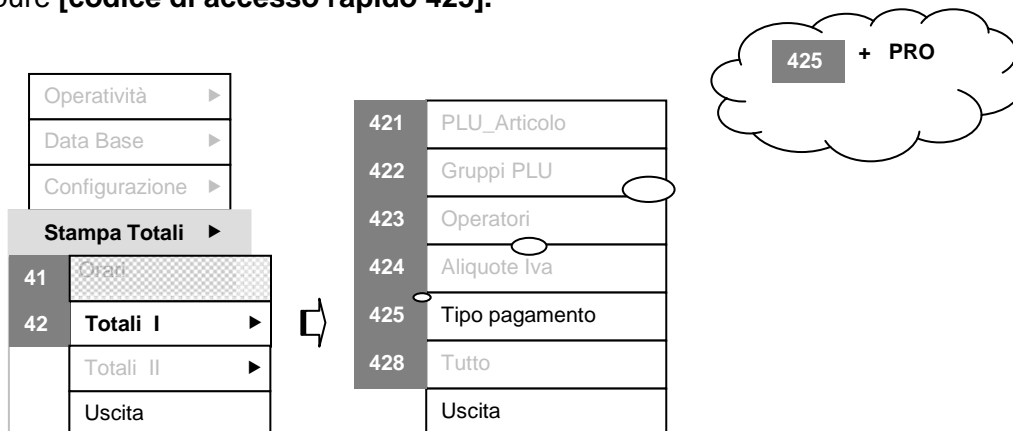 [codice di accesso rapido 425].
425 + PRO
Operatività
Data Base
Configurazione
Stampa Totali
41 Orari
42 Totali I
Totali II
Uscita
421 PLU_Articolo
422 Gruppi PLU
423 Operatori
424 Aliquote Iva
425 Tipo pagamento
428 Tutto
Uscita